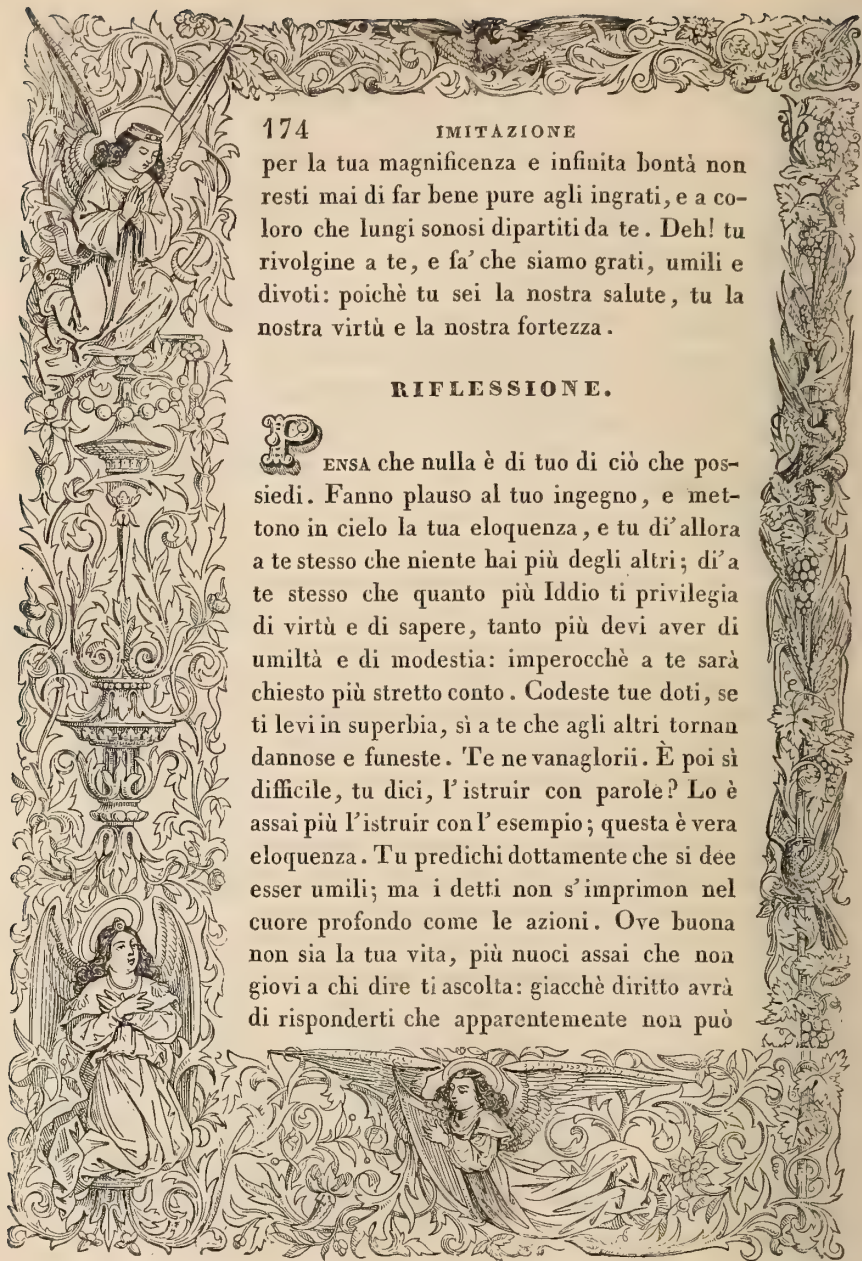 174 IMITAZIONE
per la tua magnificenza e infinita bontà non
resti mai di far bene pure agli ingrati, e a co-
loro che lungi sonosi dipartiti da te. Deh! tu
rivolgine a te, e fa' che siamo grati, umili e
divoti: poichè tu sei la nostra salute, tu la
nostra virtù e la nostra fortezza.
RIFLESSIONE.
PENSA che nulla è di tuo di ciò che pos-
siedi. Fanno plauso al tuo ingegno, e met-
tono in cielo la tua eloquenza, e tu di' allora
a te stesso che niente hai più degli altri; di' a
te stesso che quanto più Iddio ti privilegia
di virtù e di sapere, tanto più devi aver di
umiltà e di modestia: imperocchè a te sarà
chiesto più stretto conto. Codeste tue doti, se
ti levi in superbia, sì a te che agli altri tornan
dannose e funeste. Te ne vanaglorii. È poi sì
difficile, tu dici, l'istruir con parole? Lo è
assai più l'istruir con l'esempio; questa è vera
eloquenza. Tu predichi dottamente che si dee
esser umili; ma i detti non s'imprimon nel
cuore profondo come le azioni. Ove buona
non sia la tua vita, più nuoci assai che non
giovi a chi dire ti ascolta: giacchè diritto avrà
di risponderti che apparentemente non può